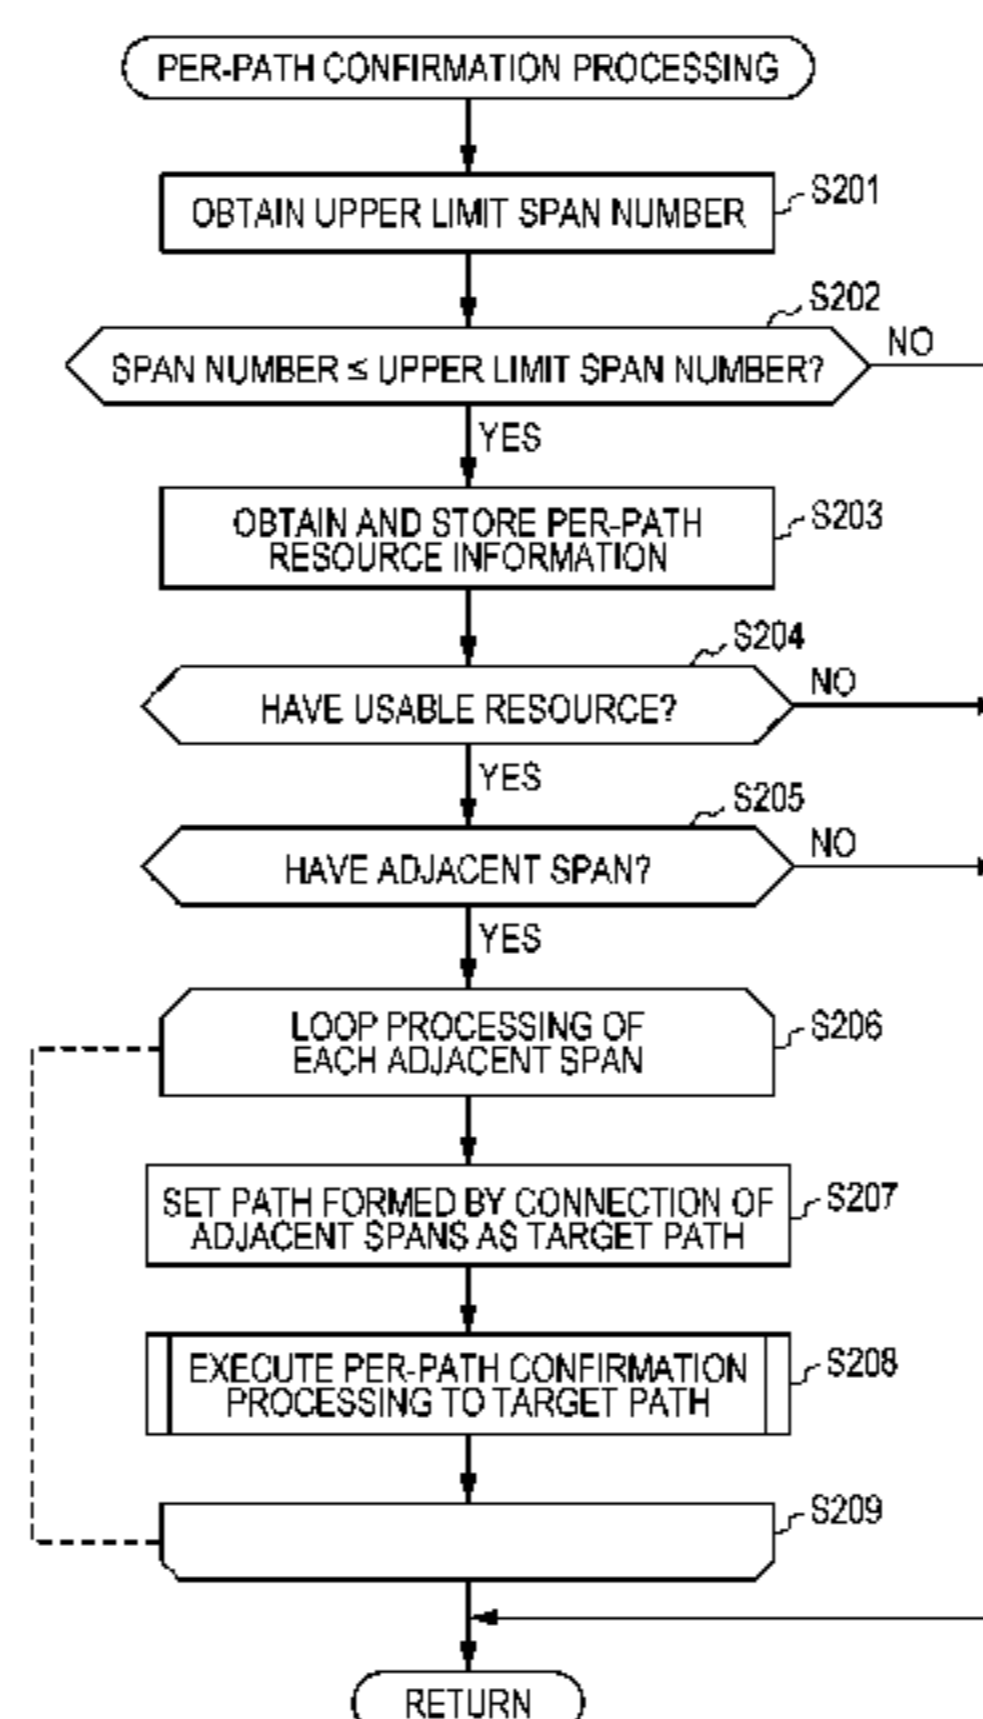 PER-PATH CONFIRMATION PROCESSING
S201
OBTAIN UPPER LIMIT SPAN NUMBER
S202
SPAN NUMBER ≤ UPPER LIMIT SPAN NUMBER?
NO
YES
S203
OBTAIN AND STORE PER-PATH
RESOURCE INFORMATION
S204
HAVE USABLE RESOURCE?
NO
YES
S205
HAVE ADJACENT SPAN?
NO
YES
S206
LOOP PROCESSING OF
EACH ADJACENT SPAN
S207
SET PATH FORMED BY CONNECTION OF
ADJACENT SPANS AS TARGET PATH
S208
EXECUTE PER-PATH CONFIRMATION
PROCESSING TO TARGET PATH
S209
RETURN